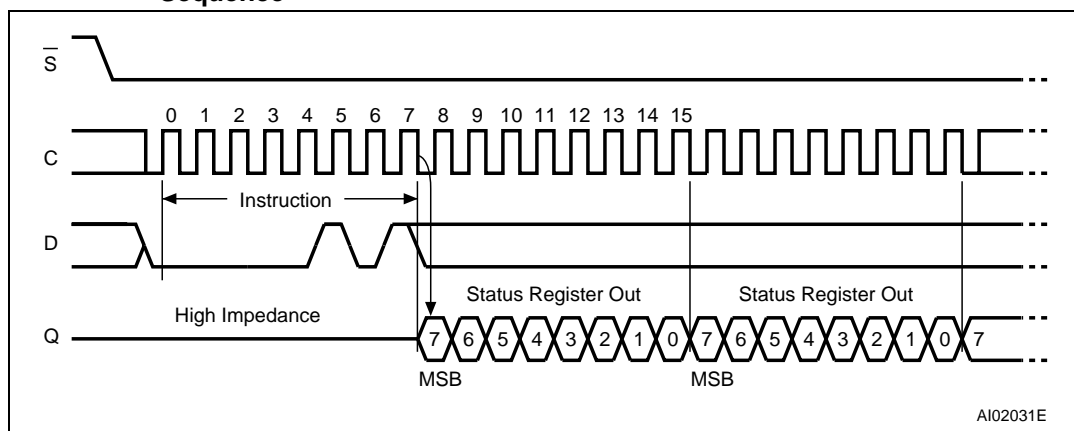 Sequence
S
0 1 2 3 4 5 6 7 8 9 10 11 12 13 14 15
C
Instruction
D
Status Register Out Status Register Out
High Impedance
Q 7 6 5 4 3 2 1 0 7 6 5 4 3 2 1 0 7
MSB MSB
AI02031E